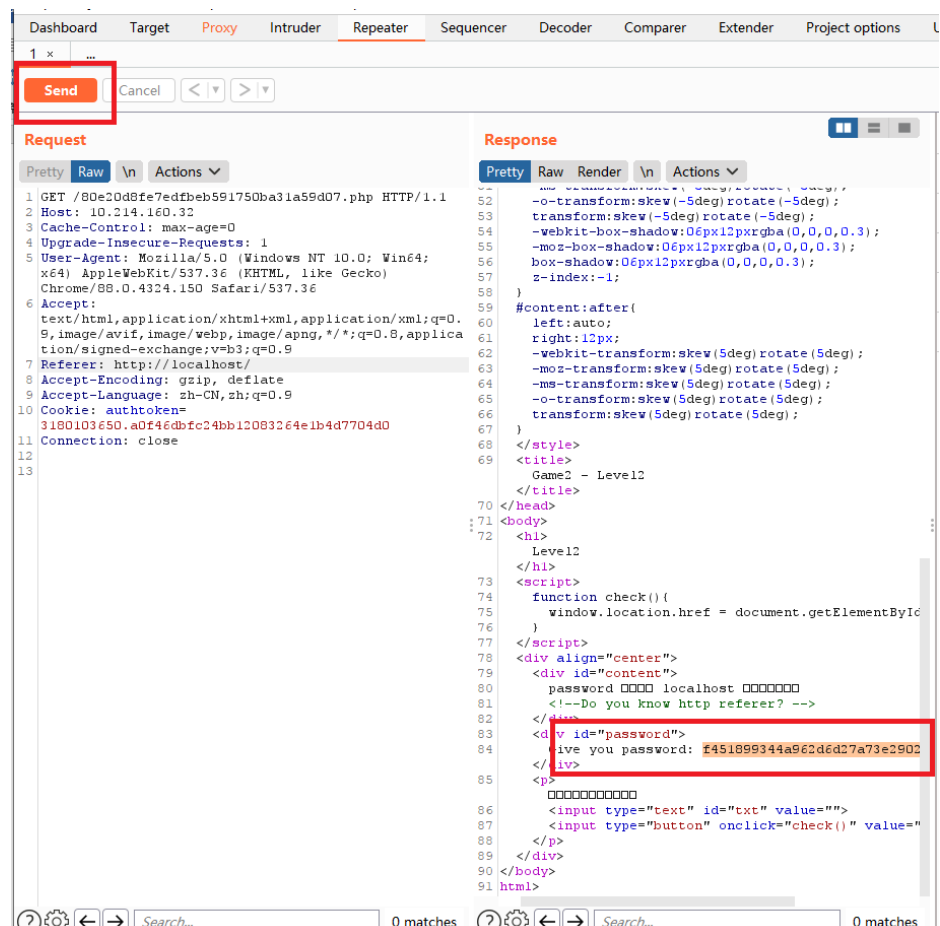 Dashboard Target Proxy Intruder Repeater Sequencer Decoder Comparer Extender Project options
1 × ...
Send Cancel < > 
Request
Pretty Raw \n Actions
1 GET /80e20d8fe7edfbeb591750ba31a59d07.php HTTP/1.1
2 Host: 10.214.160.32
3 Cache-Control: max-age=0
4 Upgrade-Insecure-Requests: 1
5 User-Agent: Mozilla/5.0 (Windows NT 10.0; Win64;
x64) AppleWebKit/537.36 (KHTML, like Gecko)
Chrome/88.0.4324.150 Safari/537.36
6 Accept:
text/html,application/xhtml+xml,application/xml;q=0.
9,image/avif,image/webp,image/apng,*/*;q=0.8,applica
tion/signed-exchange;v=b3;q=0.9
7 Referer: http://localhost/
8 Accept-Encoding: gzip, deflate
9 Accept-Language: zh-CN,zh;q=0.9
10 Cookie: authtoken=
3180103650.a0f46dbfc24bb12083264e1b4d7704d0
11 Connection: close
12
13
Search... 0 matches
Response
Pretty Raw Render \n Actions
51 -ms-transform:skew(-5deg)rotate(-5deg);
52 -o-transform:skew(-5deg)rotate(-5deg);
53 transform:skew(-5deg)rotate(-5deg);
54 -webkit-box-shadow:06px12pxrgba(0,0,0,0.3);
55 -moz-box-shadow:06px12pxrgba(0,0,0,0.3);
56 box-shadow:06px12pxrgba(0,0,0,0.3);
57 z-index:-1;
58 }
59 #content:after{
60 left:auto;
61 right:12px;
62 -webkit-transform:skew(5deg)rotate(5deg);
63 -moz-transform:skew(5deg)rotate(5deg);
64 -ms-transform:skew(5deg)rotate(5deg);
65 -o-transform:skew(5deg)rotate(5deg);
66 transform:skew(5deg)rotate(5deg);
67 }
68 </style>
69 <title>
Game2 - Level2
</title>
70 </head>
71 <body>
72 <h1>
Level2
</h1>
73 <script>
74 function check(){
75 window.location.href = document.getElementById
76 }
77 </script>
78 <div align="center">
79 <div id="content">
80 password □□□□ localhost □□□□□□□
81 <!--Do you know http referer? -->
82 </div>
83 <div id="password">
84 Give you password: f451899344a962d6d27a73e2902
</div>
85 <p>
□□□□□□□□□□□
86 <input type="text" id="txt" value="">
87 <input type="button" onclick="check()" value="
88 </p>
89 </div>
90 </body>
91 html>
Search... 0 matches